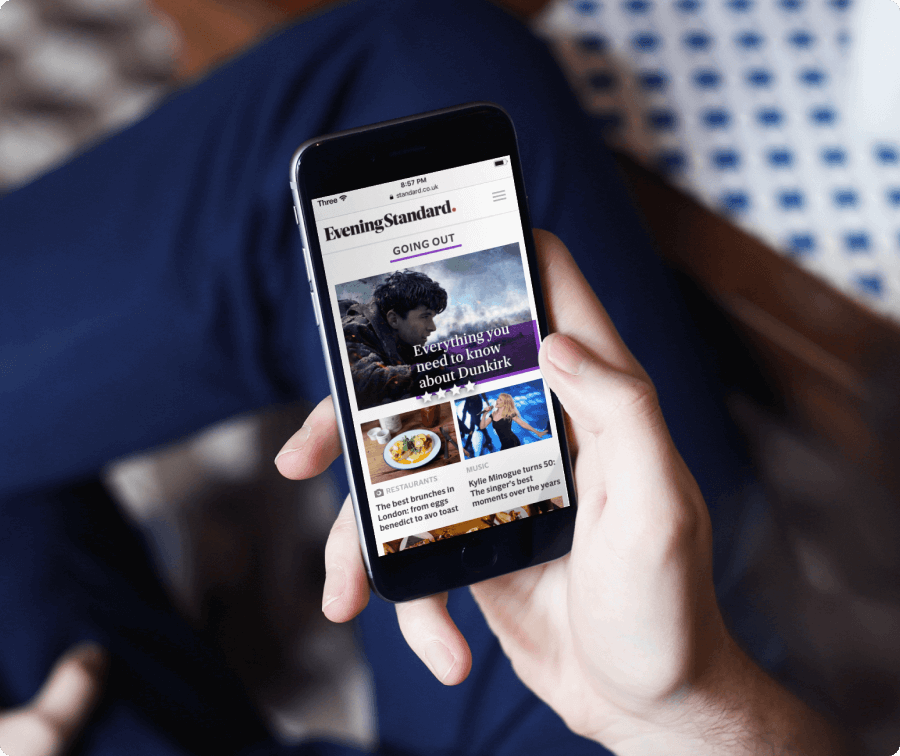 8:57 PM
Three
standard.co.uk
Evening Standard.
GOING OUT
Everything you
need to know
about Dunkirk
RESTAURANTS
The best brunches in
London: from eggs
benedict to avo toast
MUSIC
Kylie Minogue turns 50:
The singer's best
moments over the years